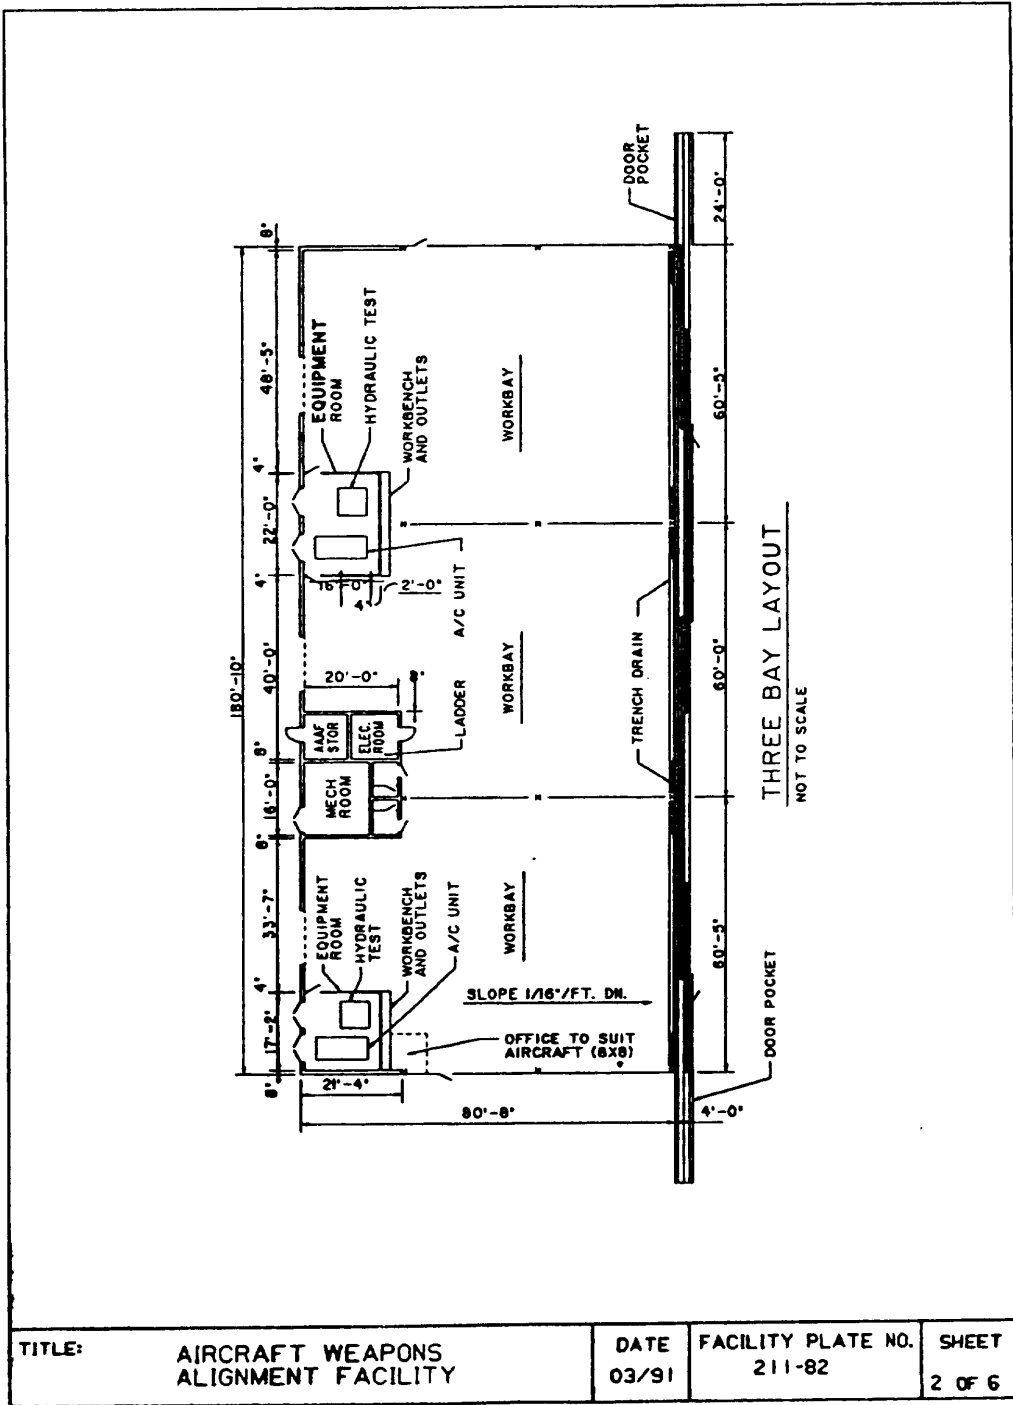 DOOR
POCKET
24'-0"
8"
48'-5"
EQUIPMENT
ROOM
HYDRAULIC TEST
WORKBENCH
AND OUTLETS
WORKBAY
60'-5"
4"
22'-0"
4"
16'-0"
4"
2'-0"
A/C UNIT
180'-10"
40'-0"
20'-0"
8"
LADDER
WORKBAY
TRENCH DRAIN
60'-0"
THREE BAY LAYOUT
NOT TO SCALE
AAAF
STOR
ELEC.
ROOM
8"
16'-0"
MECH
ROOM
8"
33'-7"
EQUIPMENT
ROOM
HYDRAULIC
TEST
WORKBENCH
AND OUTLETS
A/C UNIT
WORKBAY
60'-5"
4"
17'-2"
SLOPE 1/16"/FT. DN.
OFFICE TO SUIT
AIRCRAFT (8X8)
DOOR POCKET
8"
21'-4"
80'-8"
4'-0"
TITLE:
AIRCRAFT WEAPONS
ALIGNMENT FACILITY
DATE
03/91
FACILITY PLATE NO.
211-82
SHEET
2 OF 6